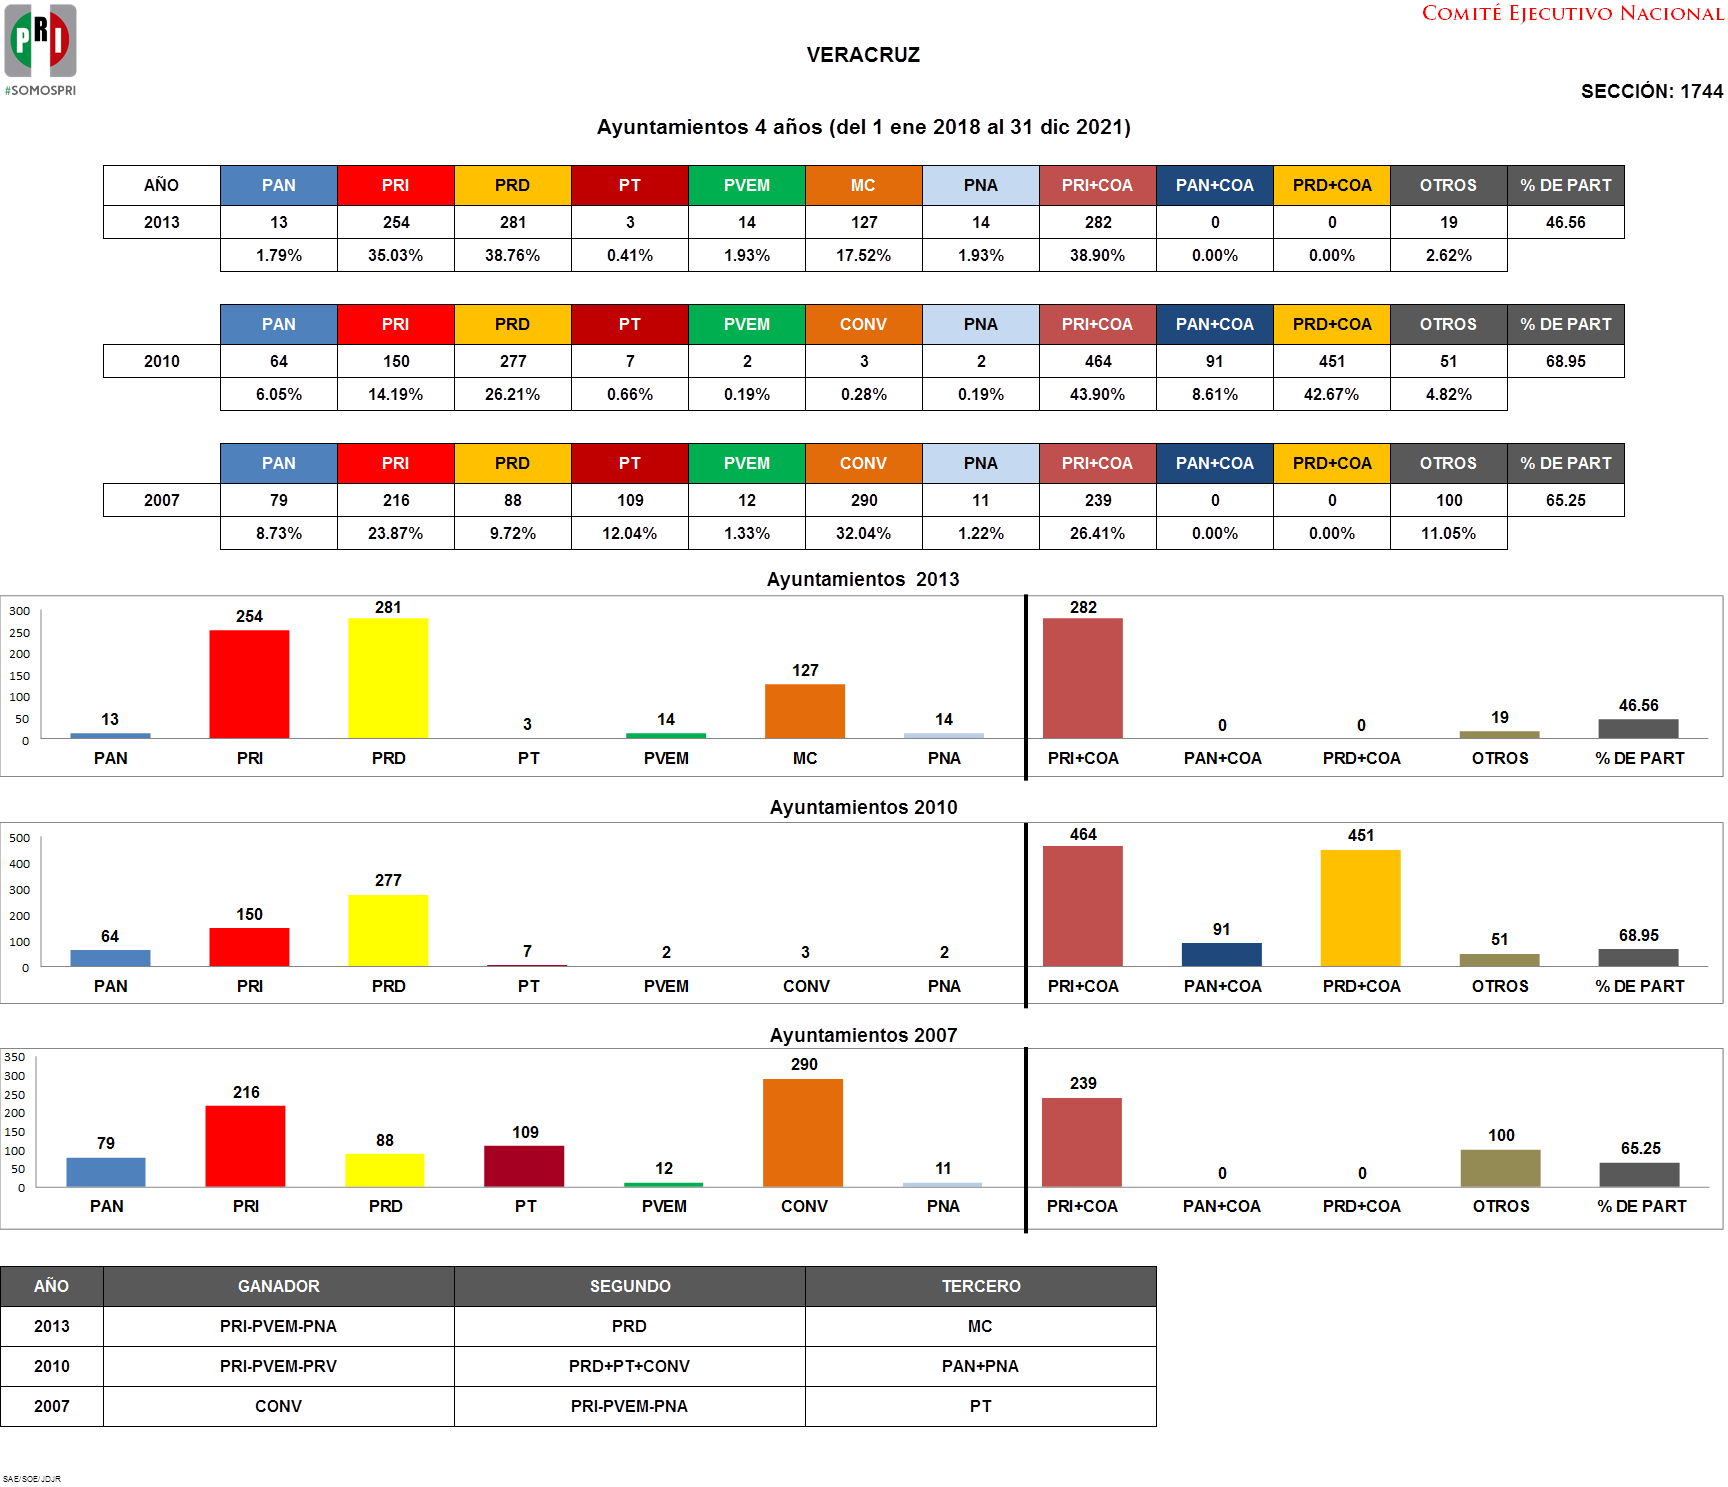 PRI
#SOMOSPRI
COMITÉ EJECUTIVO NACIONAL
VERACRUZ
SECCIÓN: 1744
Ayuntamientos 4 años (del 1 ene 2018 al 31 dic 2021)
AÑO PAN PRI PRD PT PVEM MC PNA PRI+COA PAN+COA PRD+COA OTROS % DE PART
2013 13 254 281 3 14 127 14 282 0 0 19 46.56
1.79% 35.03% 38.76% 0.41% 1.93% 17.52% 1.93% 38.90% 0.00% 0.00% 2.62%
PAN PRI PRD PT PVEM CONV PNA PRI+COA PAN+COA PRD+COA OTROS % DE PART
2010 64 150 277 7 2 3 2 464 91 451 51 68.95
6.05% 14.19% 26.21% 0.66% 0.19% 0.28% 0.19% 43.90% 8.61% 42.67% 4.82%
PAN PRI PRD PT PVEM CONV PNA PRI+COA PAN+COA PRD+COA OTROS % DE PART
2007 79 216 88 109 12 290 11 239 0 0 100 65.25
8.73% 23.87% 9.72% 12.04% 1.33% 32.04% 1.22% 26.41% 0.00% 0.00% 11.05%
Ayuntamientos 2013
300
250
200
150
100
50
0
13 254 281 3 14 127 14 282 0 0 19 46.56
PAN PRI PRD PT PVEM MC PNA PRI+COA PAN+COA PRD+COA OTROS % DE PART
Ayuntamientos 2010
500
400
300
200
100
0
64 150 277 7 2 3 2 464 91 451 51 68.95
PAN PRI PRD PT PVEM CONV PNA PRI+COA PAN+COA PRD+COA OTROS % DE PART
Ayuntamientos 2007
350
300
250
200
150
100
50
0
79 216 88 109 12 290 11 239 0 0 100 65.25
PAN PRI PRD PT PVEM CONV PNA PRI+COA PAN+COA PRD+COA OTROS % DE PART
AÑO GANADOR SEGUNDO TERCERO
2013 PRI-PVEM-PNA PRD MC
2010 PRI-PVEM-PRV PRD+PT+CONV PAN+PNA
2007 CONV PRI-PVEM-PNA PT
SAE/SOE/JDJR